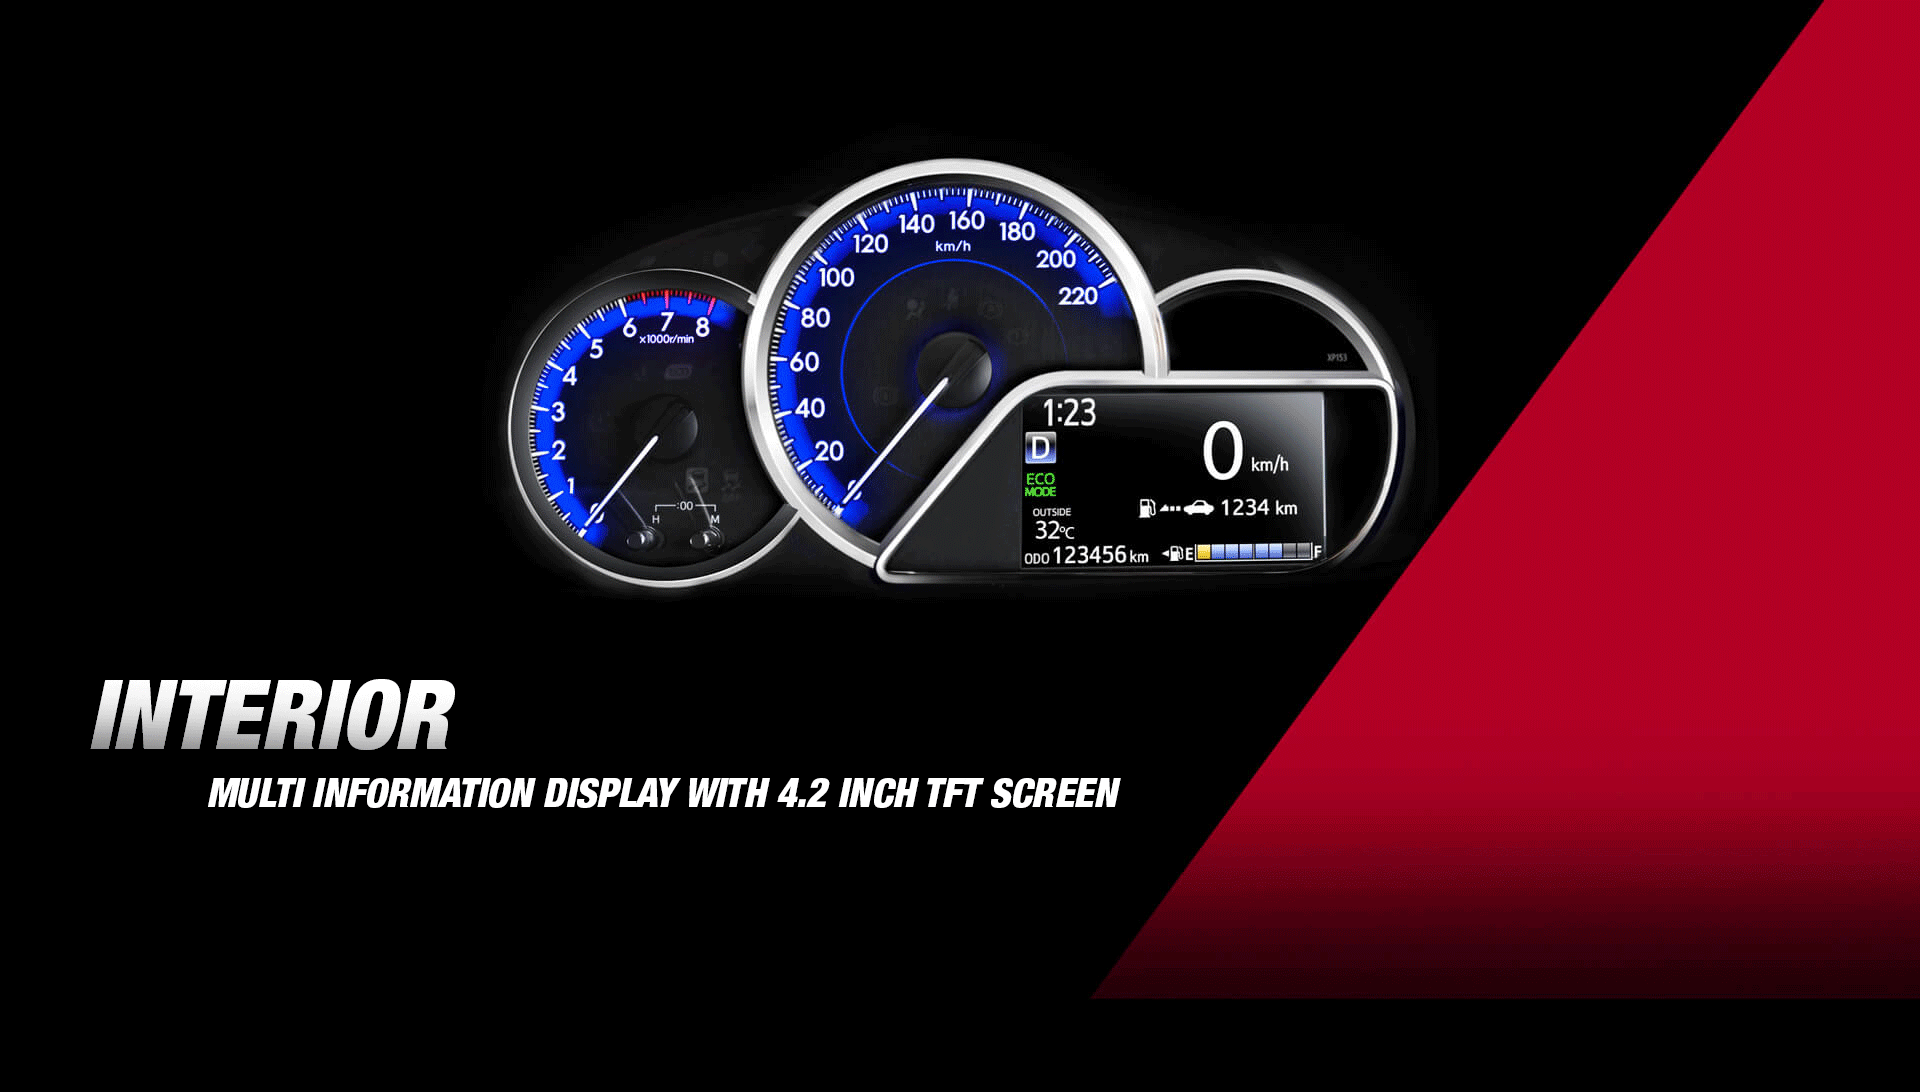 0
1
2
3
4
5
6
7
8
x1000r/min
:00
H
M
20
40
60
80
100
120
140
160
180
200
220
km/h
XP153
1:23
D
0 km/h
ECO
MODE
1234 km
OUTSIDE
32°C
ODO 123456 km
E
F
INTERIOR
MULTI INFORMATION DISPLAY WITH 4.2 INCH TFT SCREEN